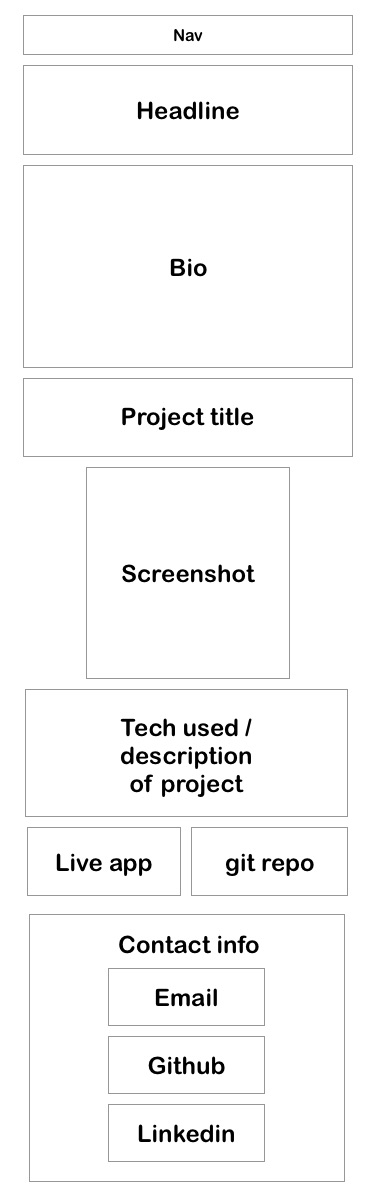 Nav
Headline
Bio
Project title
Screenshot
Tech used /
description
of project
Live app
git repo
Contact info
Email
Github
Linkedin